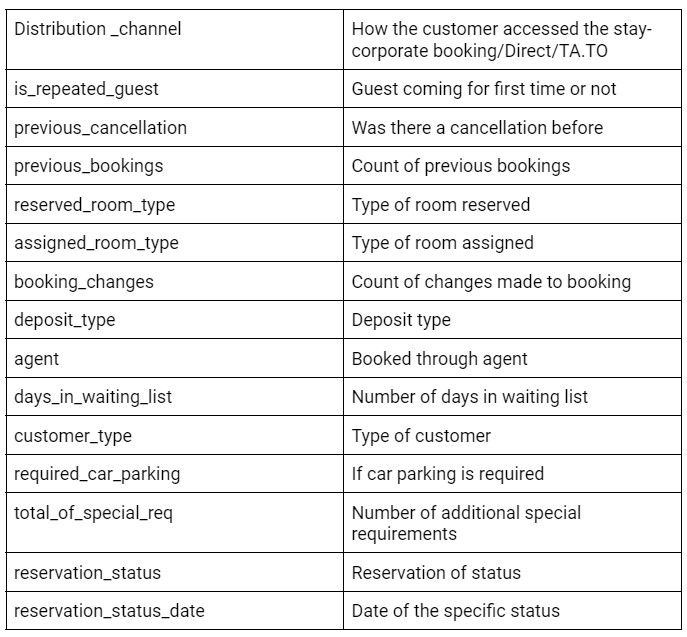 Distribution _channel
How the customer accessed the stay-
corporate booking/Direct/TA.TO
is_repeated_guest
Guest coming for first time or not
previous_cancellation
Was there a cancellation before
previous_bookings
Count of previous bookings
reserved_room_type
Type of room reserved
assigned_room_type
Type of room assigned
booking_changes
Count of changes made to booking
deposit_type
Deposit type
agent
Booked through agent
days_in_waiting_list
Number of days in waiting list
customer_type
Type of customer
required_car_parking
If car parking is required
total_of_special_req
Number of additional special
requirements
reservation_status
Reservation of status
reservation_status_date
Date of the specific status